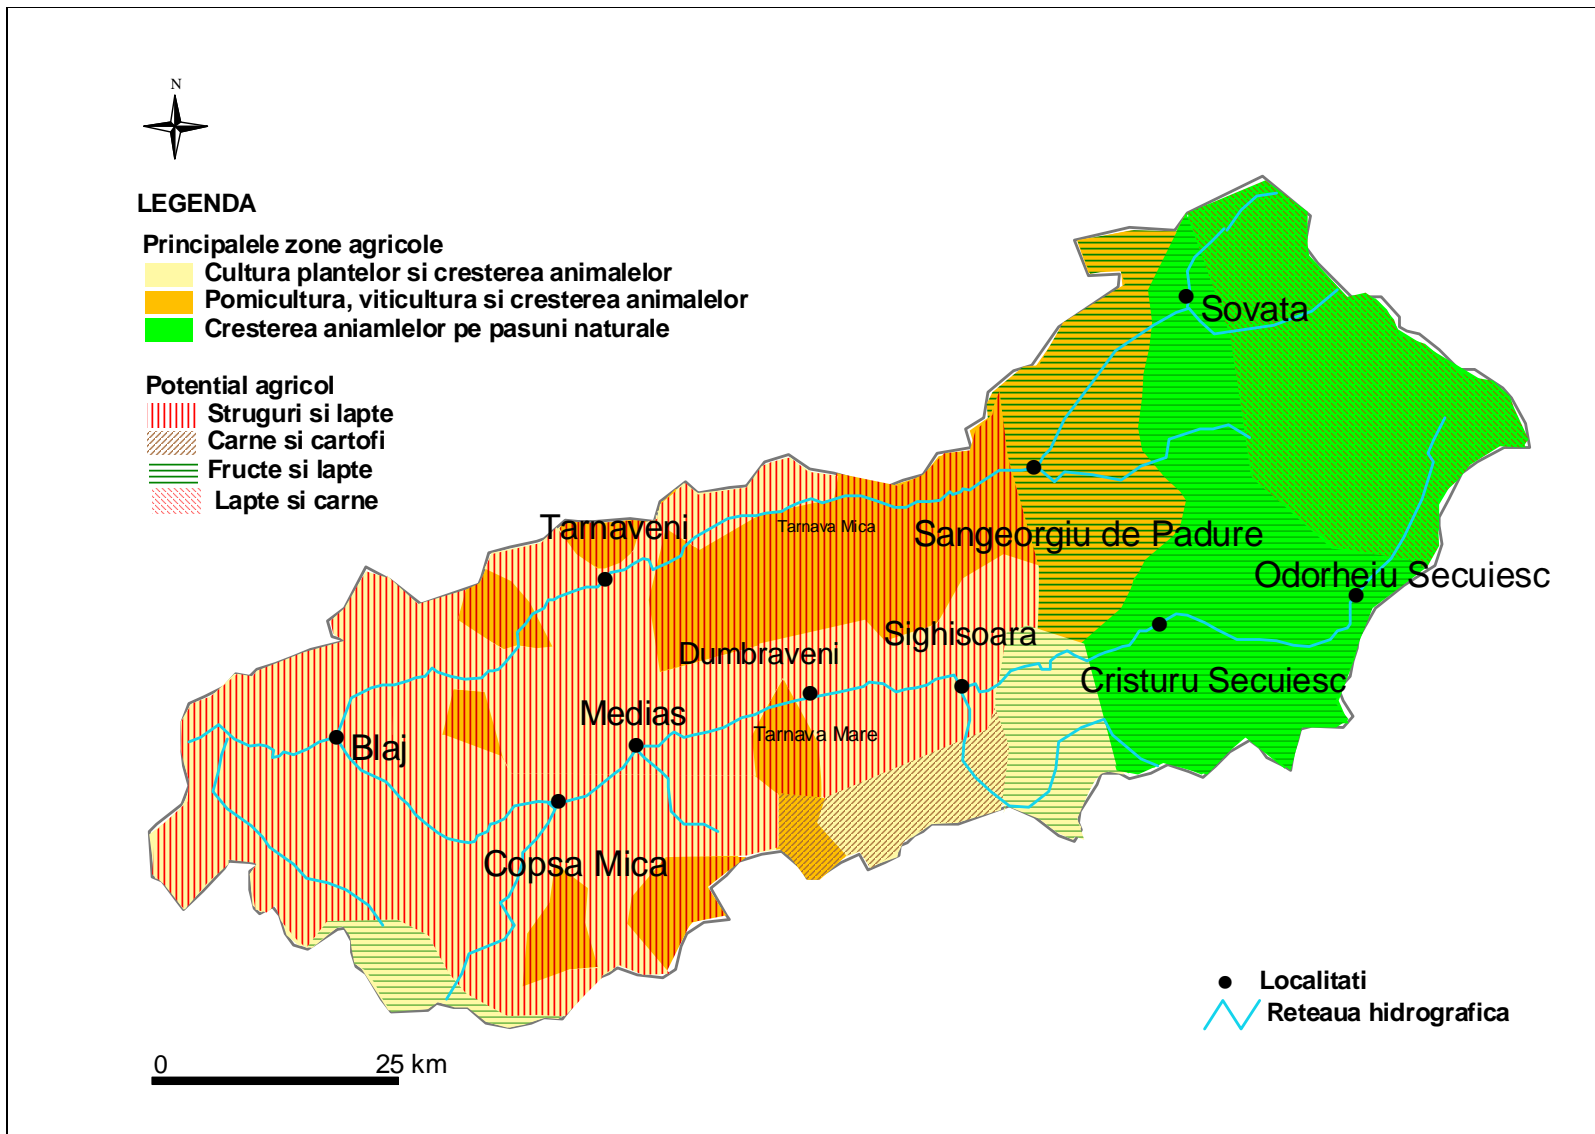 N
LEGENDA
Principalele zone agricole
Cultura plantelor si cresterea animalelor
Pomicultura, viticultura si cresterea animalelor
Cresterea aniamlelor pe pasuni naturale
Potential agricol
Struguri si lapte
Carne si cartofi
Fructe si lapte
Lapte si carne
Sovata
Tarnaveni
Tarnava Mica
Sangeorgiu de Padure
Odorheiu Secuiesc
Sighisoara
Dumbraveni
Cristuru Secuiesc
Medias
Tarnava Mare
Blaj
Copsa Mica
Localitati
Reteaua hidrografica
0 25 km